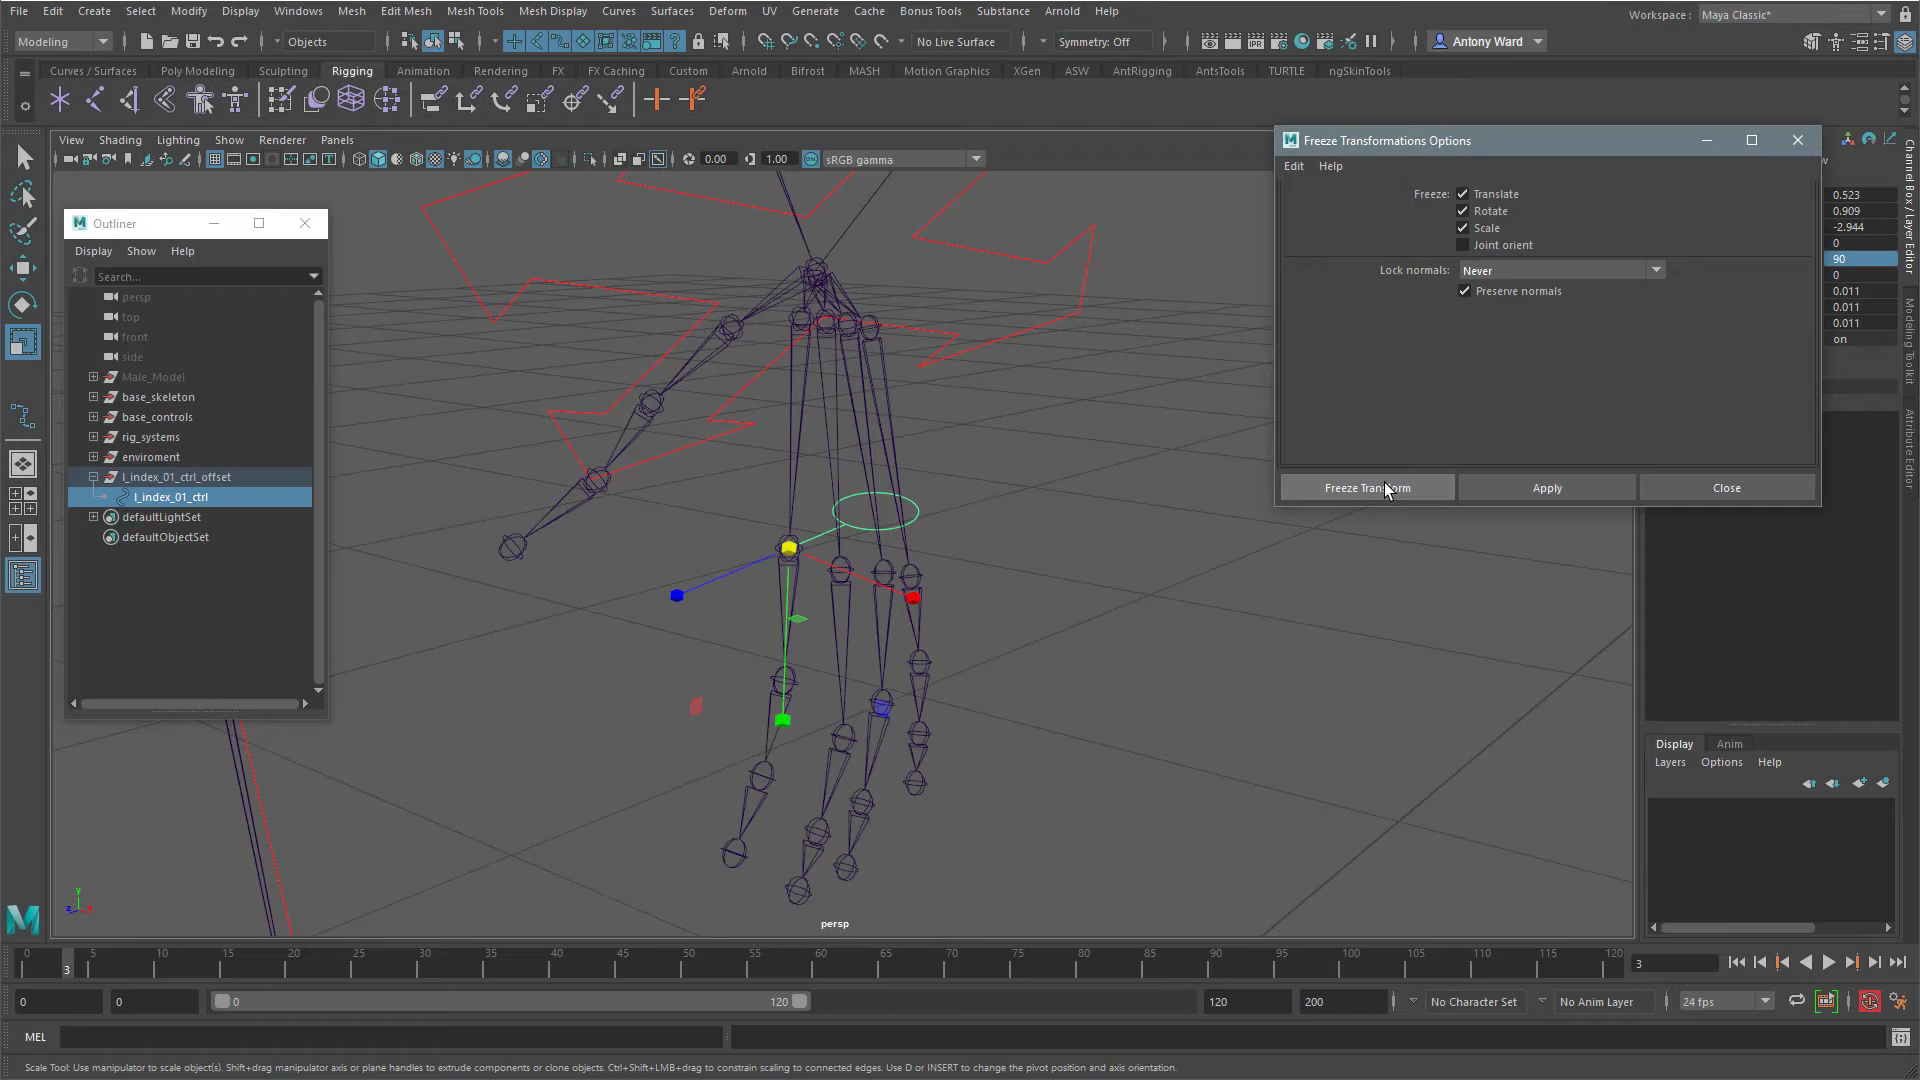 File Edit Create Select Modify Display Windows Mesh Edit Mesh Mesh Tools Mesh Display Curves Surfaces Deform UV Generate Cache Bonus Tools Substance Arnold Help
Workspace : Maya Classic*
Modeling Objects No Live Surface Symmetry: Off Antony Ward
Curves / Surfaces Poly Modeling Sculpting Rigging Animation Rendering FX FX Caching Custom Arnold Bifrost MASH Motion Graphics XGen ASW AntRigging AntsTools TURTLE ngSkinTools
View Shading Lighting Show Renderer Panels
0.00 1.00 ON sRGB gamma
Freeze Transformations Options
Edit Help
Freeze: Translate
Rotate
Scale
Joint orient
Lock normals: Never
Preserve normals
Freeze Transform Apply Close
0.523
0.909
-2.944
0
90
0
0.011
0.011
0.011
on
Channel Box / Layer Editor
Modeling Toolkit
Attribute Editor
Outliner
Display Show Help
Search...
persp
top
front
side
Male_Model
base_skeleton
base_controls
rig_systems
enviroment
l_index_01_ctrl_offset
l_index_01_ctrl
defaultLightSet
defaultObjectSet
y
z x
persp
Display Anim
Layers Options Help
0 5 10 15 20 25 30 35 40 45 50 55 60 65 70 75 80 85 90 95 100 105 110 115 120
3
3
0 0 0 120 120 200 No Character Set No Anim Layer 24 fps
MEL
Scale Tool: Use manipulator to scale object(s). Shift+drag manipulator axis or plane handles to extrude components or clone objects. Ctrl+Shift+LMB+drag to constrain scaling to connected edges. Use D or INSERT to change the pivot position and axis orientation.